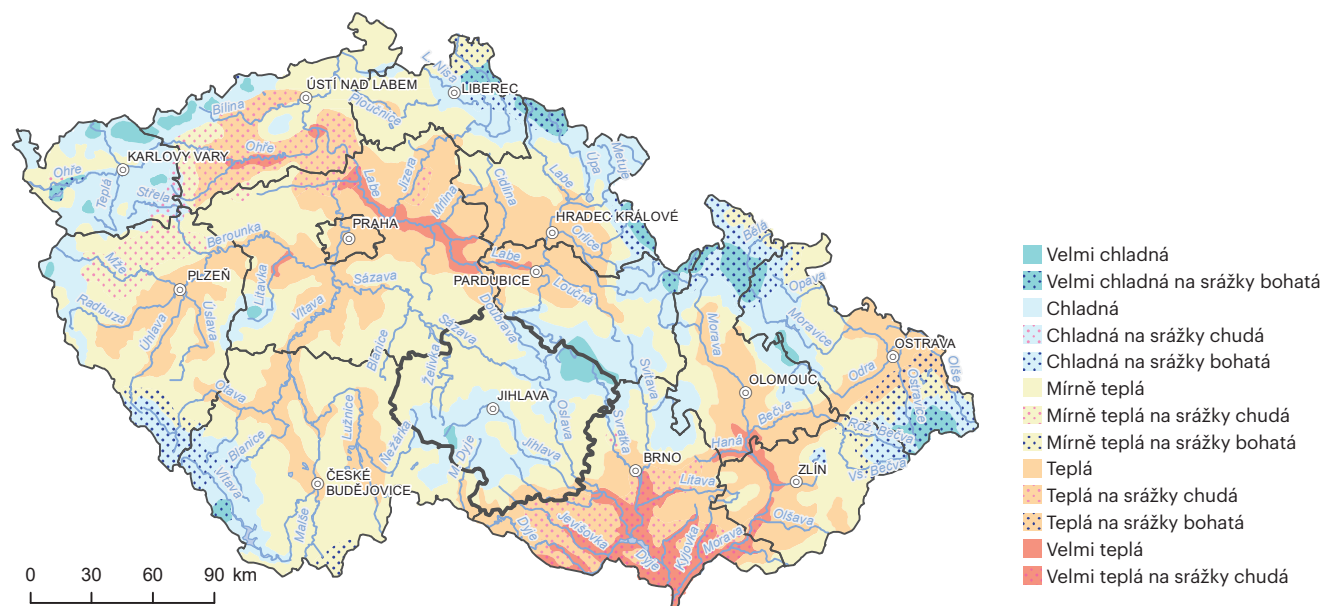 L. Nisa
ÚSTÍ NAD LABEM
LIBEREC
Bílina
Ploučnice
KARLOVY VARY
Ohře
Ohře
Teplá
Střela
Labe
Jizera
Mrlina
Cidlina
Labe
Úpa
Metuje
HRADEC KRÁLOVÉ
Orlice
PRAHA
Berounka
Mže
PLZEŇ
Litavka
Sázava
Labe
PARDUBICE
Loučná
Opava
Radbuza
Úhlava
Úslava
Vltava
Doubrava
Sázava
Morava
Moravice
OSTRAVA
Olše
Odra
Ostravice
Blanice
Želivka
Svitava
OLOMOUC
Bečva
Otava
Lužnice
JIHLAVA
Oslava
Svratka
Rož. Bečva
Vs. Bečva
Blanice
Nežárka
Jihlava
M. Dyje
Haná
BRNO
ZLÍN
Vltava
ČESKÉ
BUDĚJOVICE
Litava
Malše
Dyje
Jevišovka
Dyje
Kyjovka
Morava
Olšava
0 30 60 90 km
Velmi chladná
Velmi chladná na srážky bohatá
Chladná
Chladná na srážky chudá
Chladná na srážky bohatá
Mírně teplá
Mírně teplá na srážky chudá
Mírně teplá na srážky bohatá
Teplá
Teplá na srážky chudá
Teplá na srážky bohatá
Velmi teplá
Velmi teplá na srážky chudá